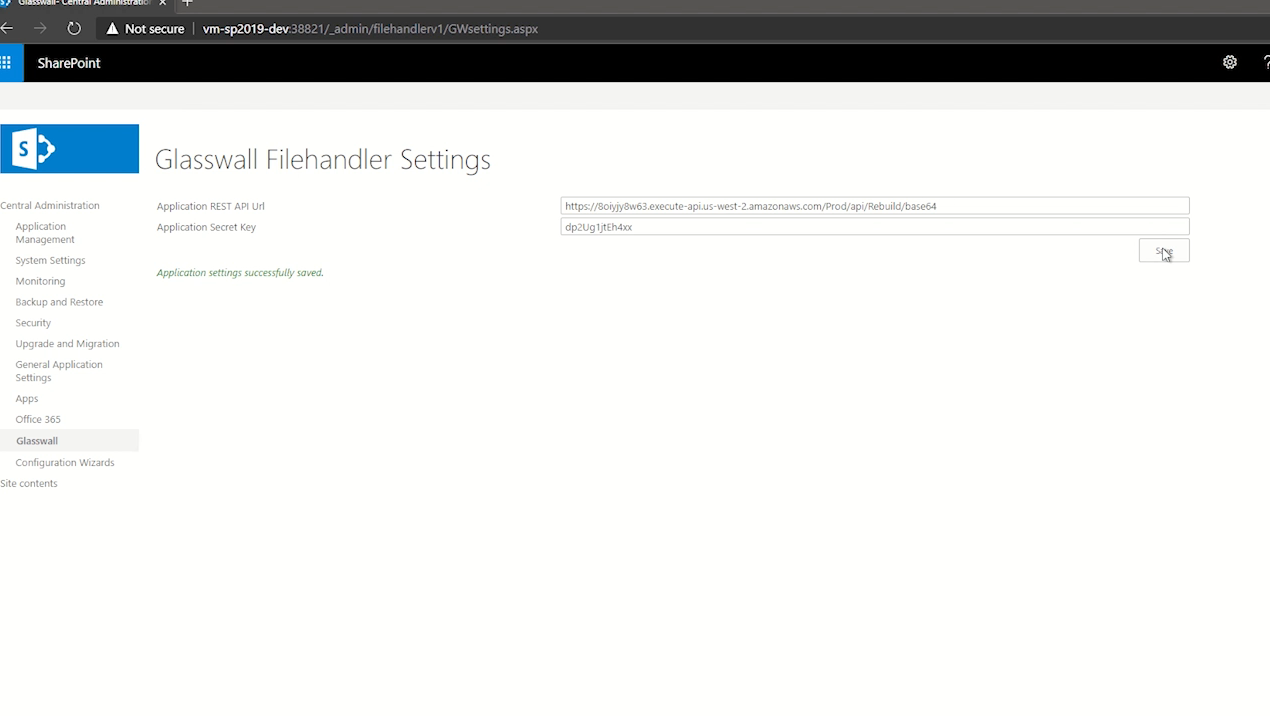 Glasswall- Central Administration
Not secure
vm-sp2019-dev:38821/_admin/filehandlerv1/GWsettings.aspx
SharePoint
?
S
Glasswall Filehandler Settings
Central Administration
Application
Management
System Settings
Monitoring
Backup and Restore
Security
Upgrade and Migration
General Application
Settings
Apps
Office 365
Glasswall
Configuration Wizards
Site contents
Application REST API Url
https://8oiyjy8w63.execute-api.us-west-2.amazonaws.com/Prod/api/Rebuild/base64
Application Secret Key
dp2Ug1jtEh4xx
Save
Application settings successfully saved.